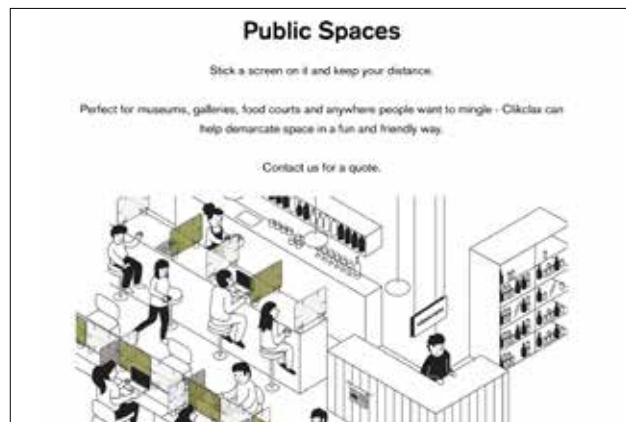 Public Spaces
Stick a screen on it and keep your distance.
Perfect for museums, galleries, food courts and anywhere people want to mingle - Clikclax can
help demarcate space in a fun and friendly way.
Contact us for a quote.